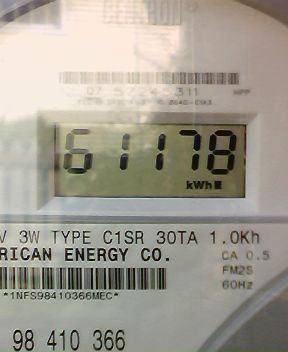 CENTRON
61178
kWh
V 3W TYPE C1SR 30TA 1.0Kh
RICAN ENERGY CO. CA 0.5
FM2S
*1NFS98410366MEC* 60Hz
98 410 366